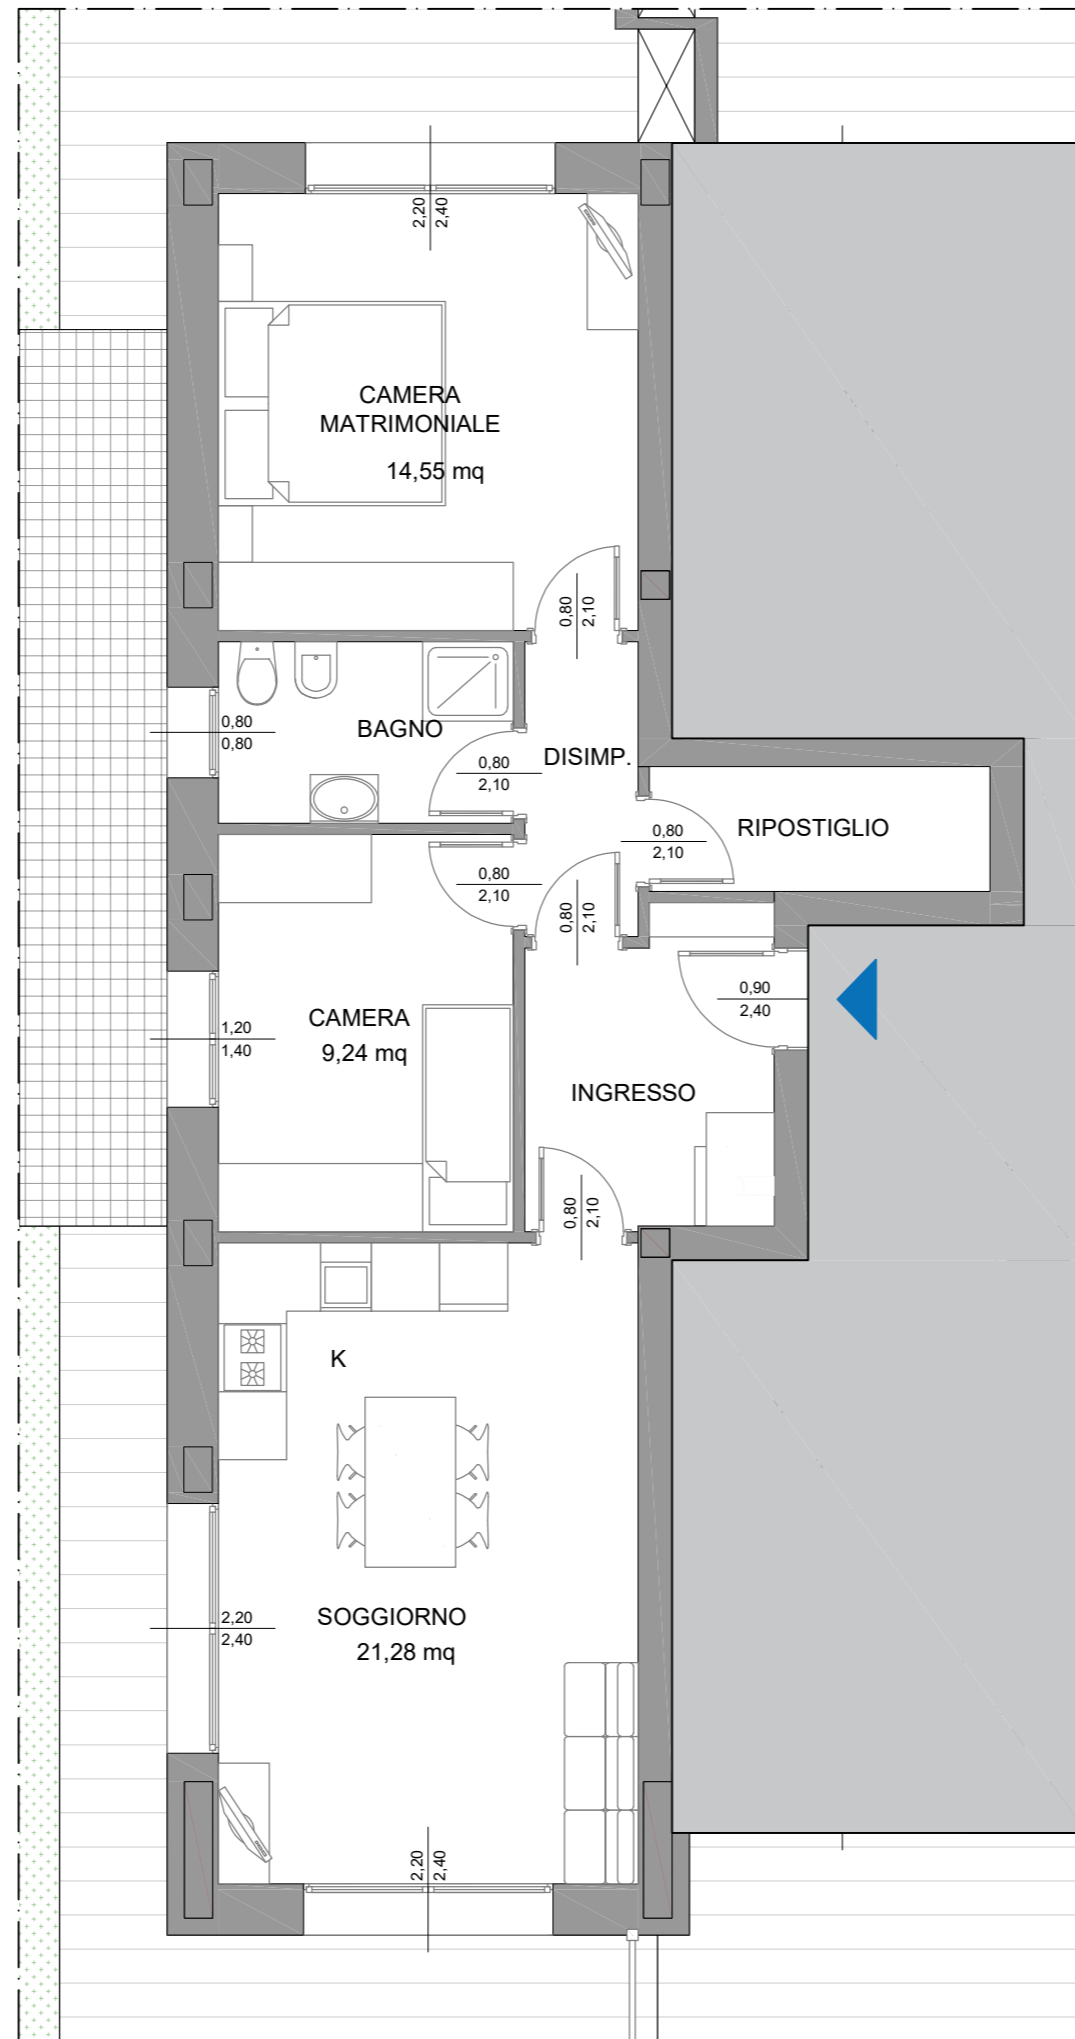 2,20
2,40
CAMERA
MATRIMONIALE
14,55 mq
0,80
2,10
0,80
0,80
BAGNO
0,80
2,10
DISIMP.
0,80
2,10
RIPOSTIGLIO
0,80
2,10
0,80
2,10
0,90
2,40
1,20
1,40
CAMERA
9,24 mq
INGRESSO
0,80
2,10
K
2,20
2,40
SOGGIORNO
21,28 mq
2,20
2,40